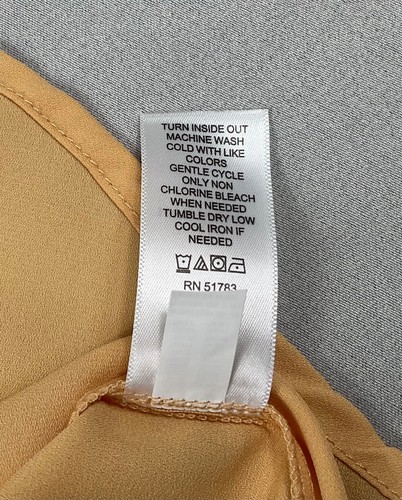 TURN INSIDE OUT
MACHINE WASH
COLD WITH LIKE
COLORS
GENTLE CYCLE
ONLY NON
CHLORINE BLEACH
WHEN NEEDED
TUMBLE DRY LOW
COOL IRON IF
NEEDED
RN 51783